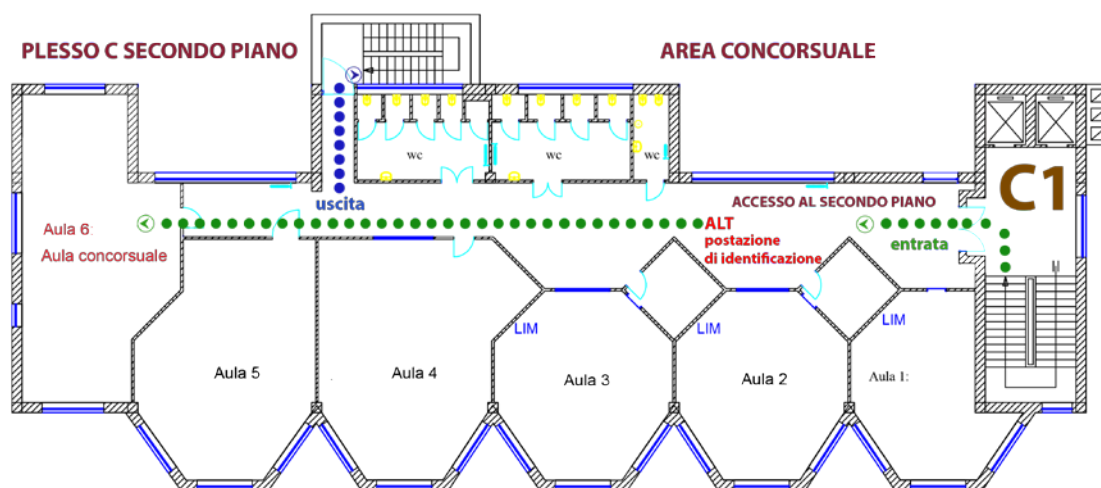 PLESSO C SECONDO PIANO
AREA CONCORSUALE
wc
wc
wc
C1
ACCESSO AL SECONDO PIANO
uscita
ALT
postazione
di identificazione
entrata
Aula 6:
Aula concorsuale
LIM
LIM
LIM
Aula 5
Aula 4
Aula 3
Aula 2
Aula 1: